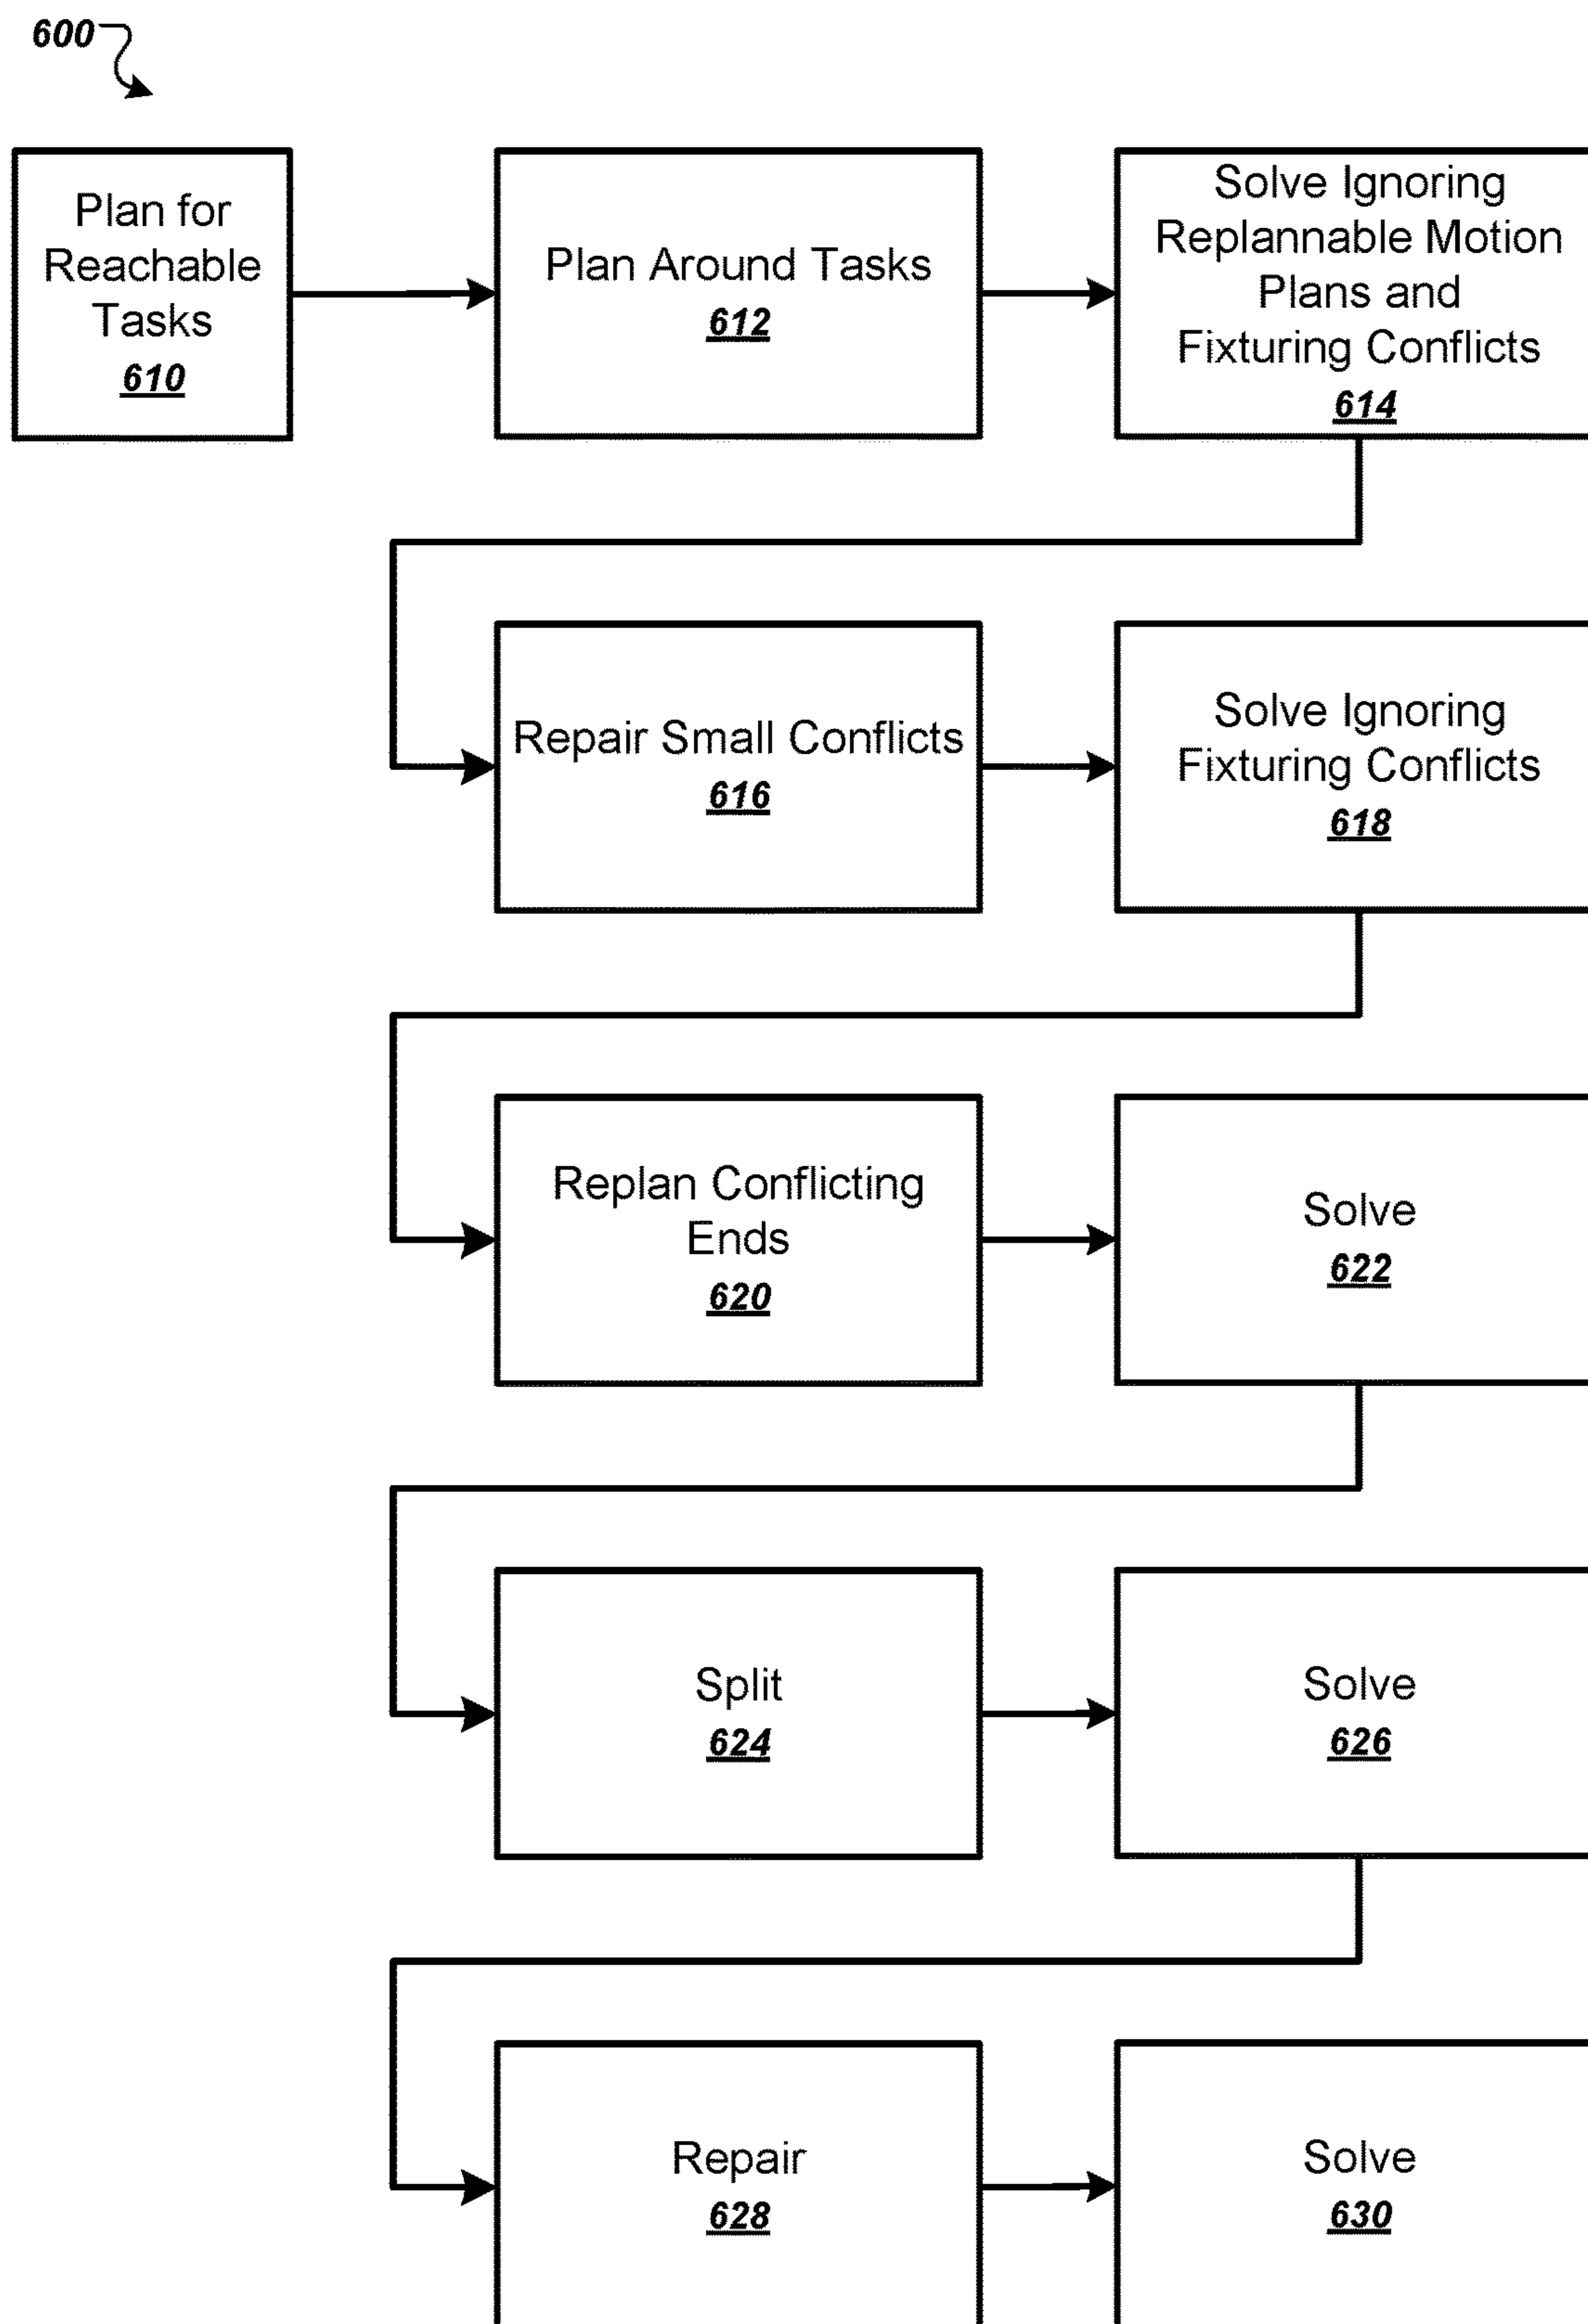 600
Plan for
Reachable
Tasks
610
Plan Around Tasks
612
Solve Ignoring
Replannable Motion
Plans and
Fixturing Conflicts
614
Repair Small Conflicts
616
Solve Ignoring
Fixturing Conflicts
618
Replan Conflicting
Ends
620
Solve
622
Split
624
Solve
626
Repair
628
Solve
630